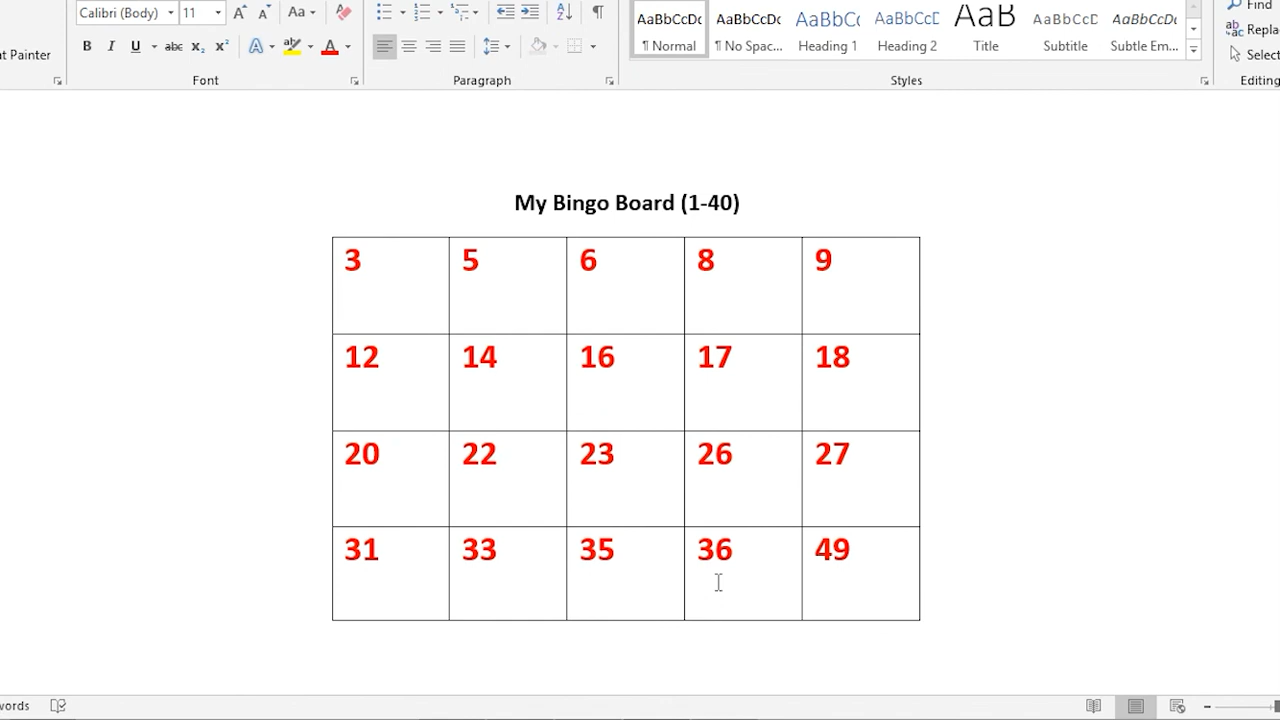 Calibri (Body) 11 Aa
t Painter B I U abc x₂ x² A A
Font
Paragraph
AaBbCcDc AaBbCcDc AaBbCc AaBbCcD AaB AaBbCcD AaBbCcDc
¶ Normal ¶ No Spac... Heading 1 Heading 2 Title Subtitle Subtle Em...
Styles
Find
Replac
Select
Editing
My Bingo Board (1-40)
3 5 6 8 9
12 14 16 17 18
20 22 23 26 27
31 33 35 36 49
words